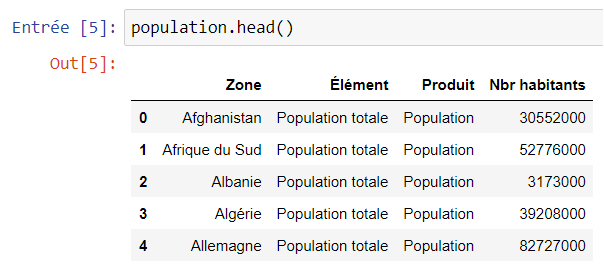 Entrée [5]: population.head()
Out[5]:
Zone Élément Produit Nbr habitants
0 Afghanistan Population totale Population 30552000
1 Afrique du Sud Population totale Population 52776000
2 Albanie Population totale Population 3173000
3 Algérie Population totale Population 39208000
4 Allemagne Population totale Population 82727000